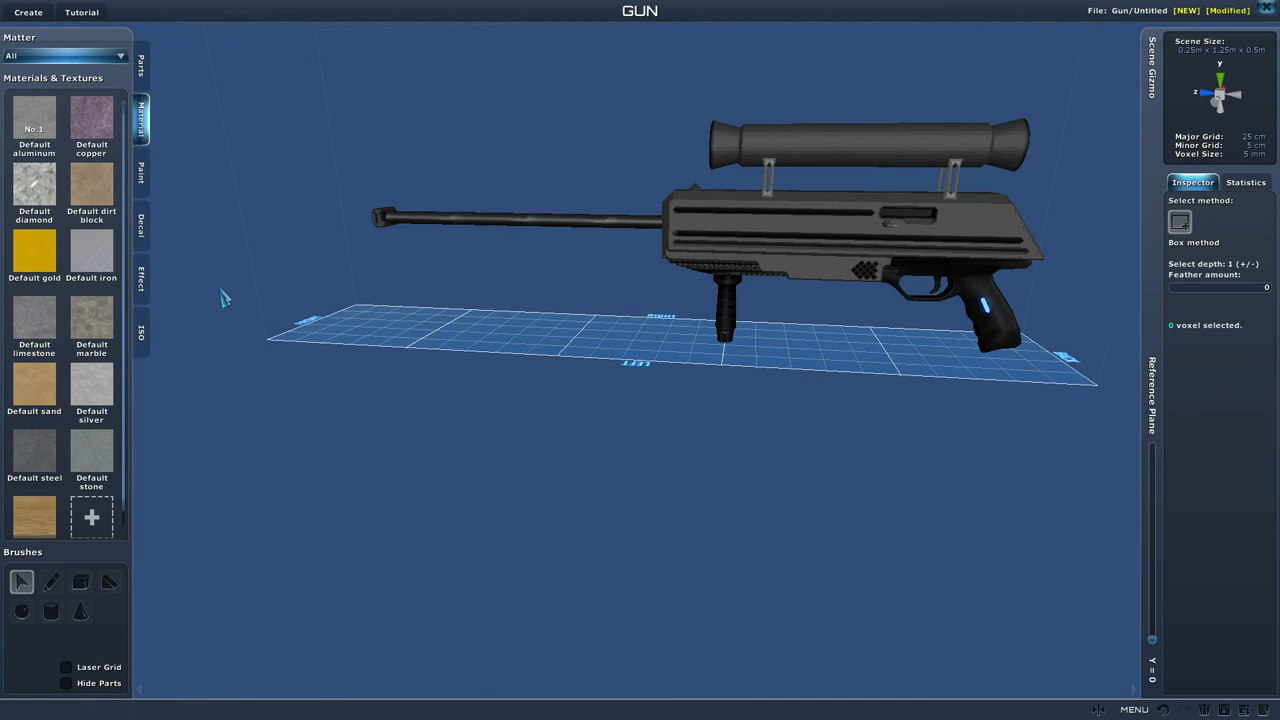 Create
Tutorial
GUN
File: Gun/Untitled [NEW] [Modified]
Matter
All
Materials & Textures
No.1
Default aluminum
Default copper
Default diamond
Default dirt block
Default gold
Default iron
Default limestone
Default marble
Default sand
Default silver
Default steel
Default stone
Brushes
Laser Grid
Hide Parts
Parts
Material
Paint
Decal
Effect
ISO
RIGHT
LEFT
Scene Gizmo
Reference Plane
Y = 0
Scene Size:
0.25m x 1.25m x 0.5m
y
z
Major Grid: 25 cm
Minor Grid: 5 cm
Voxel Size: 5 mm
Inspector
Statistics
Select method:
Box method
Select depth: 1 (+/-)
Feather amount:
0
0 voxel selected.
MENU